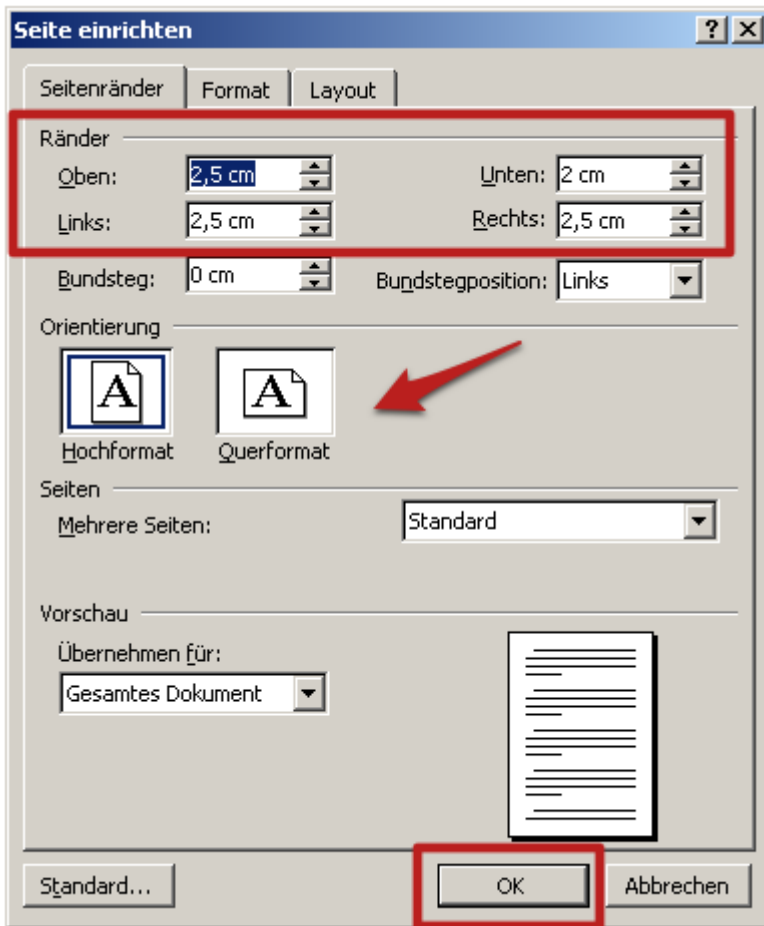 Seite einrichten
Seitenränder Format Layout
Ränder
Oben: 2,5 cm Unten: 2 cm
Links: 2,5 cm Rechts: 2,5 cm
Bundsteg: 0 cm Bundstegposition: Links
Orientierung
A A
Hochformat Querformat
Seiten
Mehrere Seiten: Standard
Vorschau
Übernehmen für:
Gesamtes Dokument
Standard... OK Abbrechen